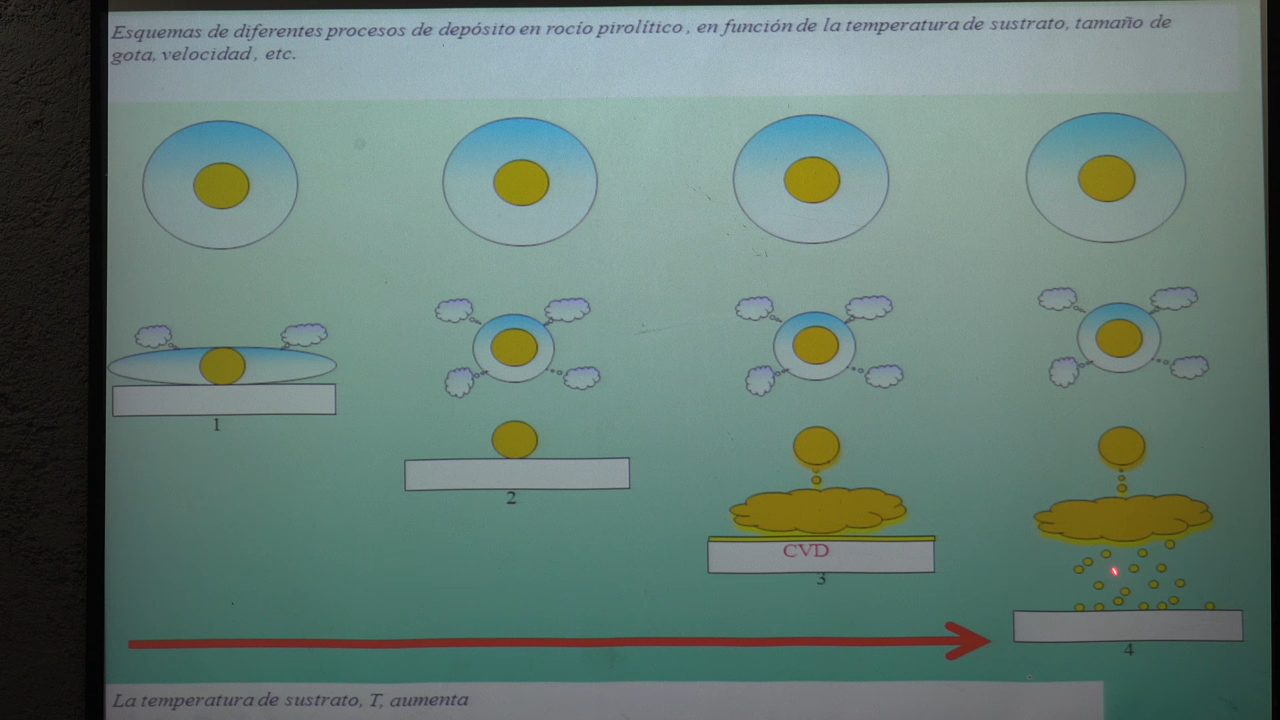 Esquemas de diferentes procesos de depósito en rocío pirolítico, en función de la temperatura de sustrato, tamaño de
gota, velocidad, etc.
1
2
CVD
3
4
La temperatura de sustrato, T, aumenta